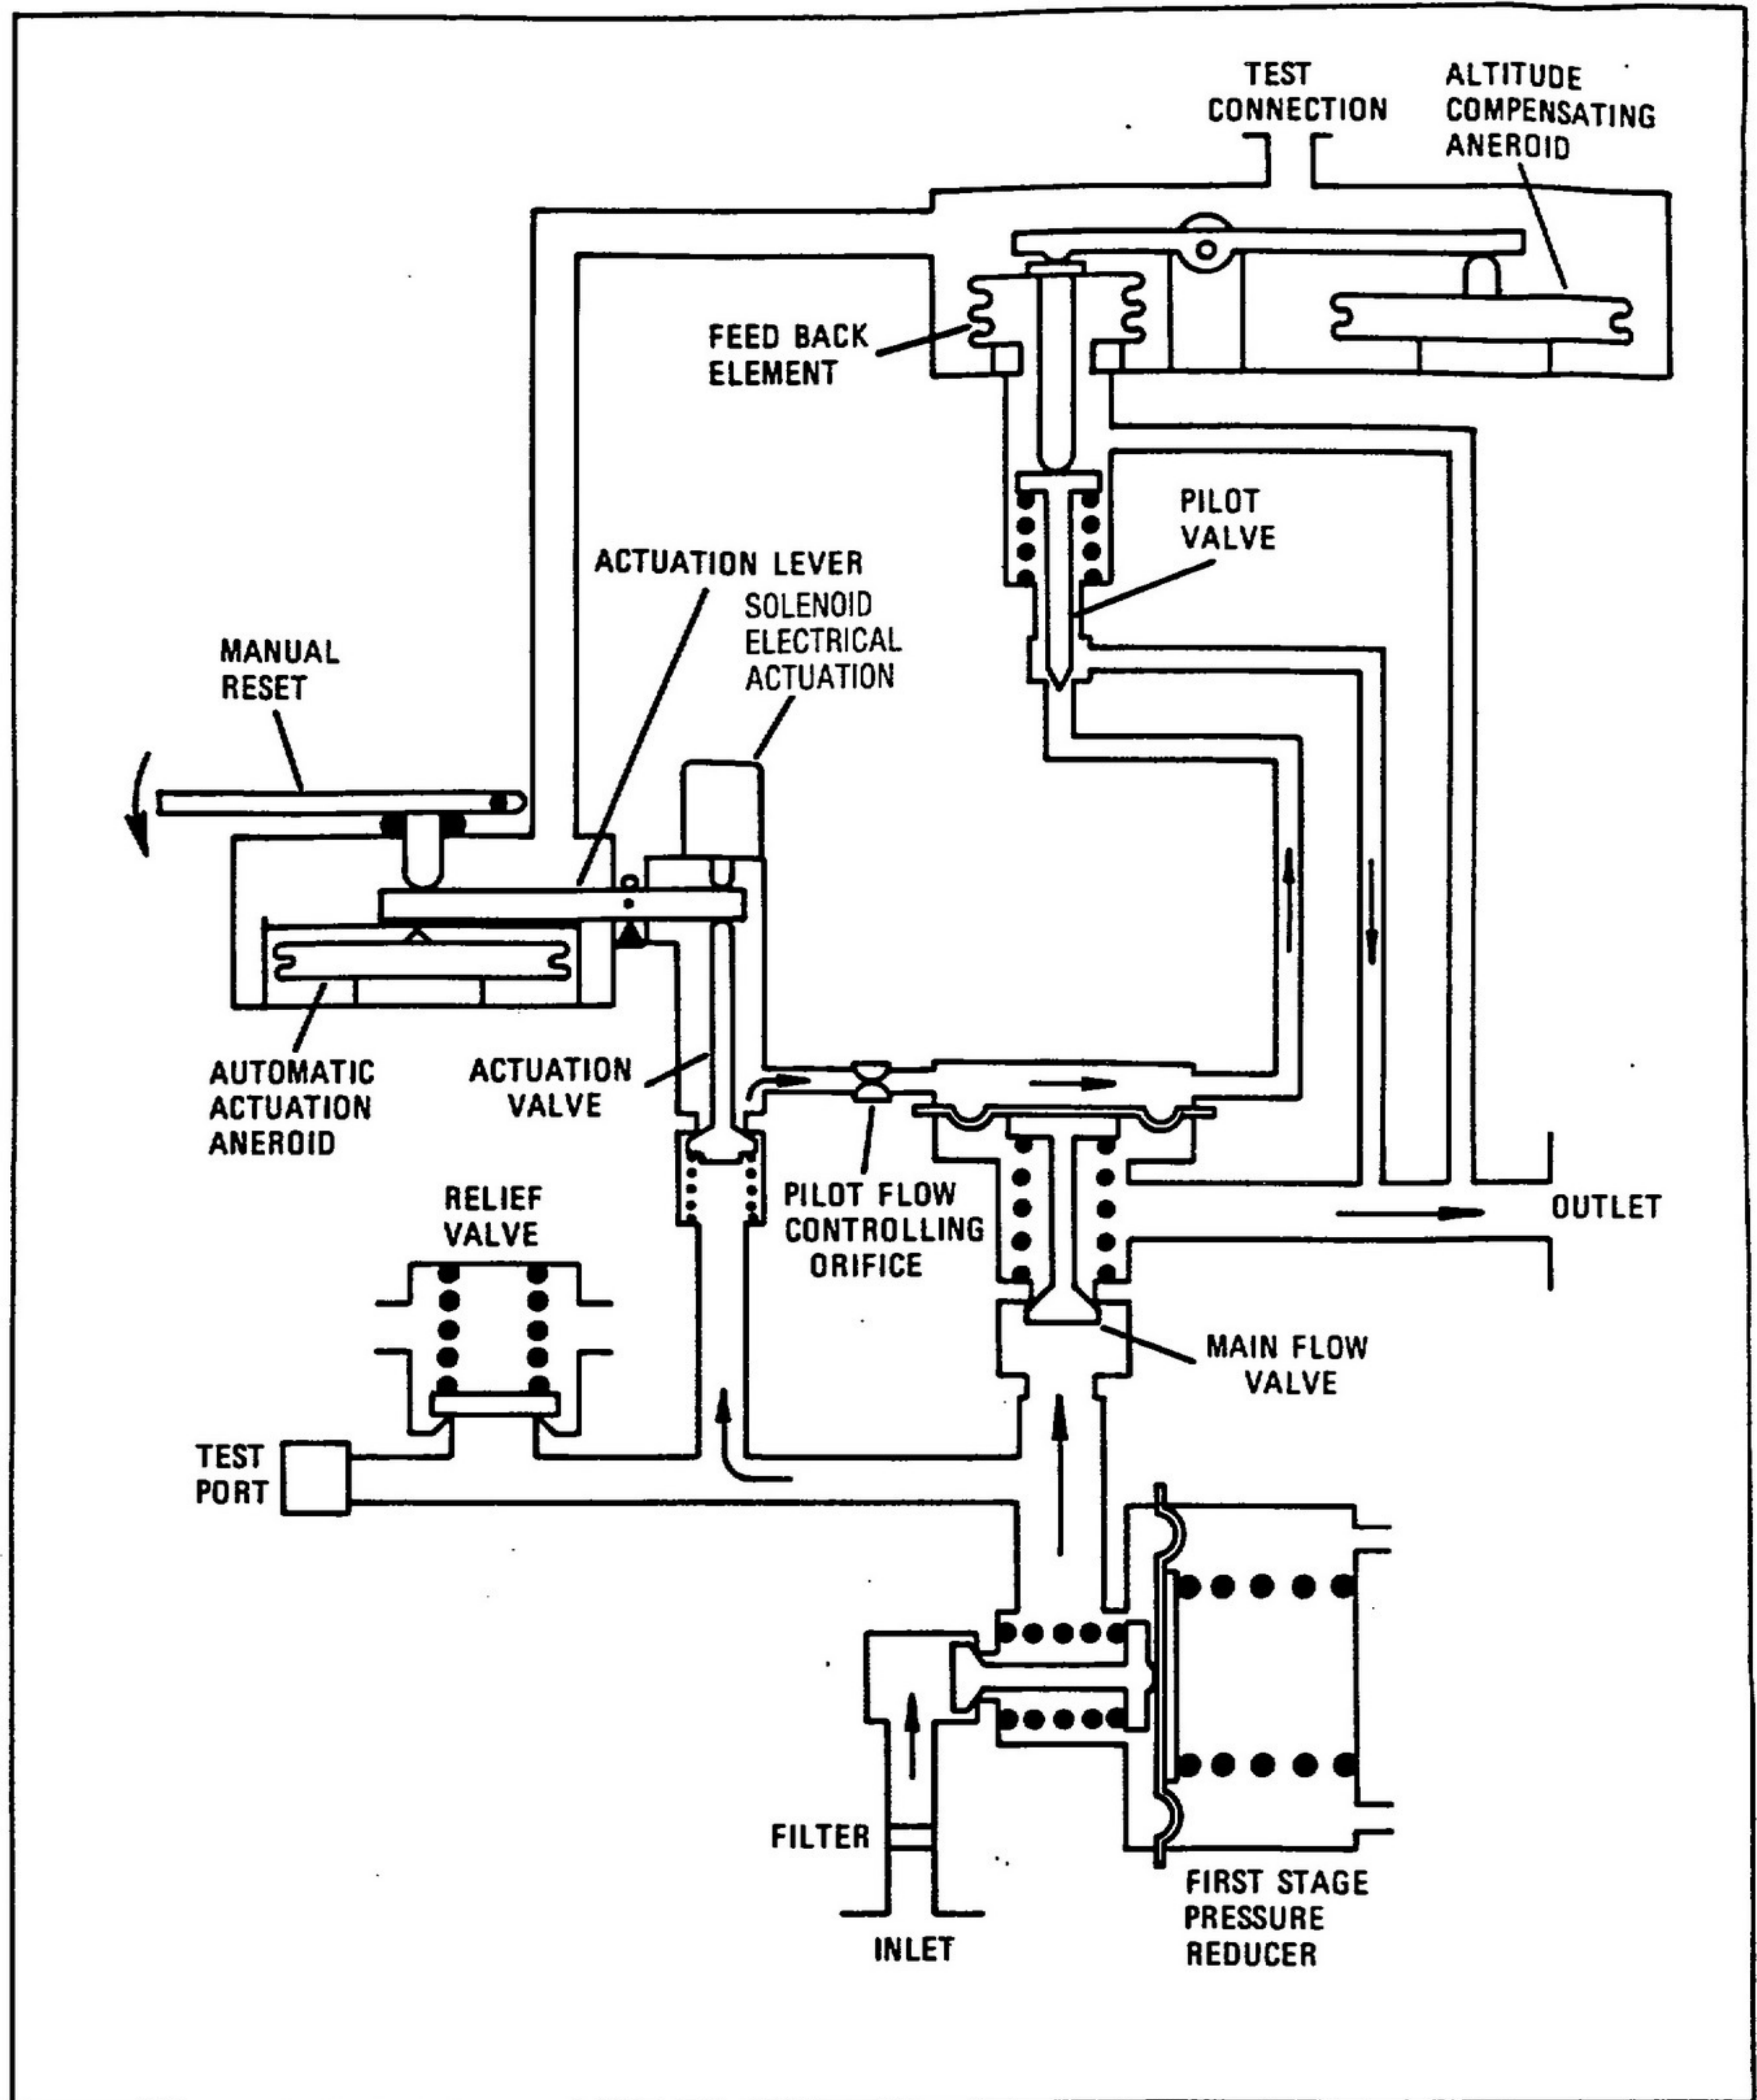 TEST
CONNECTION
ALTITUDE
COMPENSATING
ANEROID
FEED BACK
ELEMENT
PILOT
VALVE
ACTUATION LEVER
SOLENOID
ELECTRICAL
ACTUATION
MANUAL
RESET
AUTOMATIC
ACTUATION
ANEROID
ACTUATION
VALVE
RELIEF
VALVE
PILOT FLOW
CONTROLLING
ORIFICE
OUTLET
MAIN FLOW
VALVE
TEST
PORT
FILTER
INLET
FIRST STAGE
PRESSURE
REDUCER